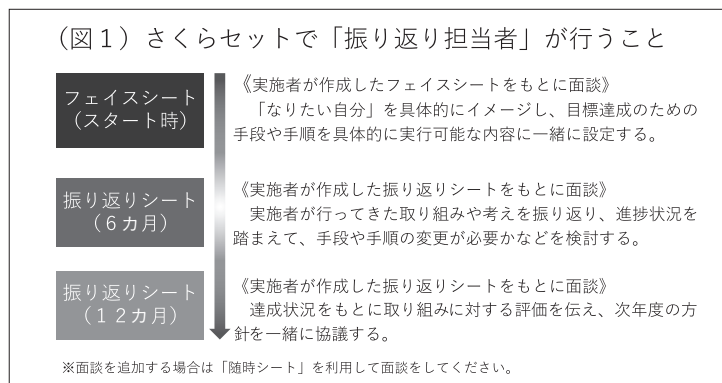 (図1)さくらセットで「振り返り担当者」が行うこと
フェイスシート
(スタート時)
《実施者が作成したフェイスシートをもとに面談》
「なりたい自分」を具体的にイメージし、目標達成のための
手段や手順を具体的に実行可能な内容に一緒に設定する。
振り返りシート
(6カ月)
《実施者が作成した振り返りシートをもとに面談》
実施者が行ってきた取り組みや考えを振り返り、進捗状況を
踏まえて、手段や手順の変更が必要かなどを検討する。
振り返りシート
(12カ月)
《実施者が作成した振り返りシートをもとに面談》
達成状況をもとに取り組みに対する評価を伝え、次年度の方
針を一緒に協議する。
※面談を追加する場合は「随時シート」を利用して面談をしてください。